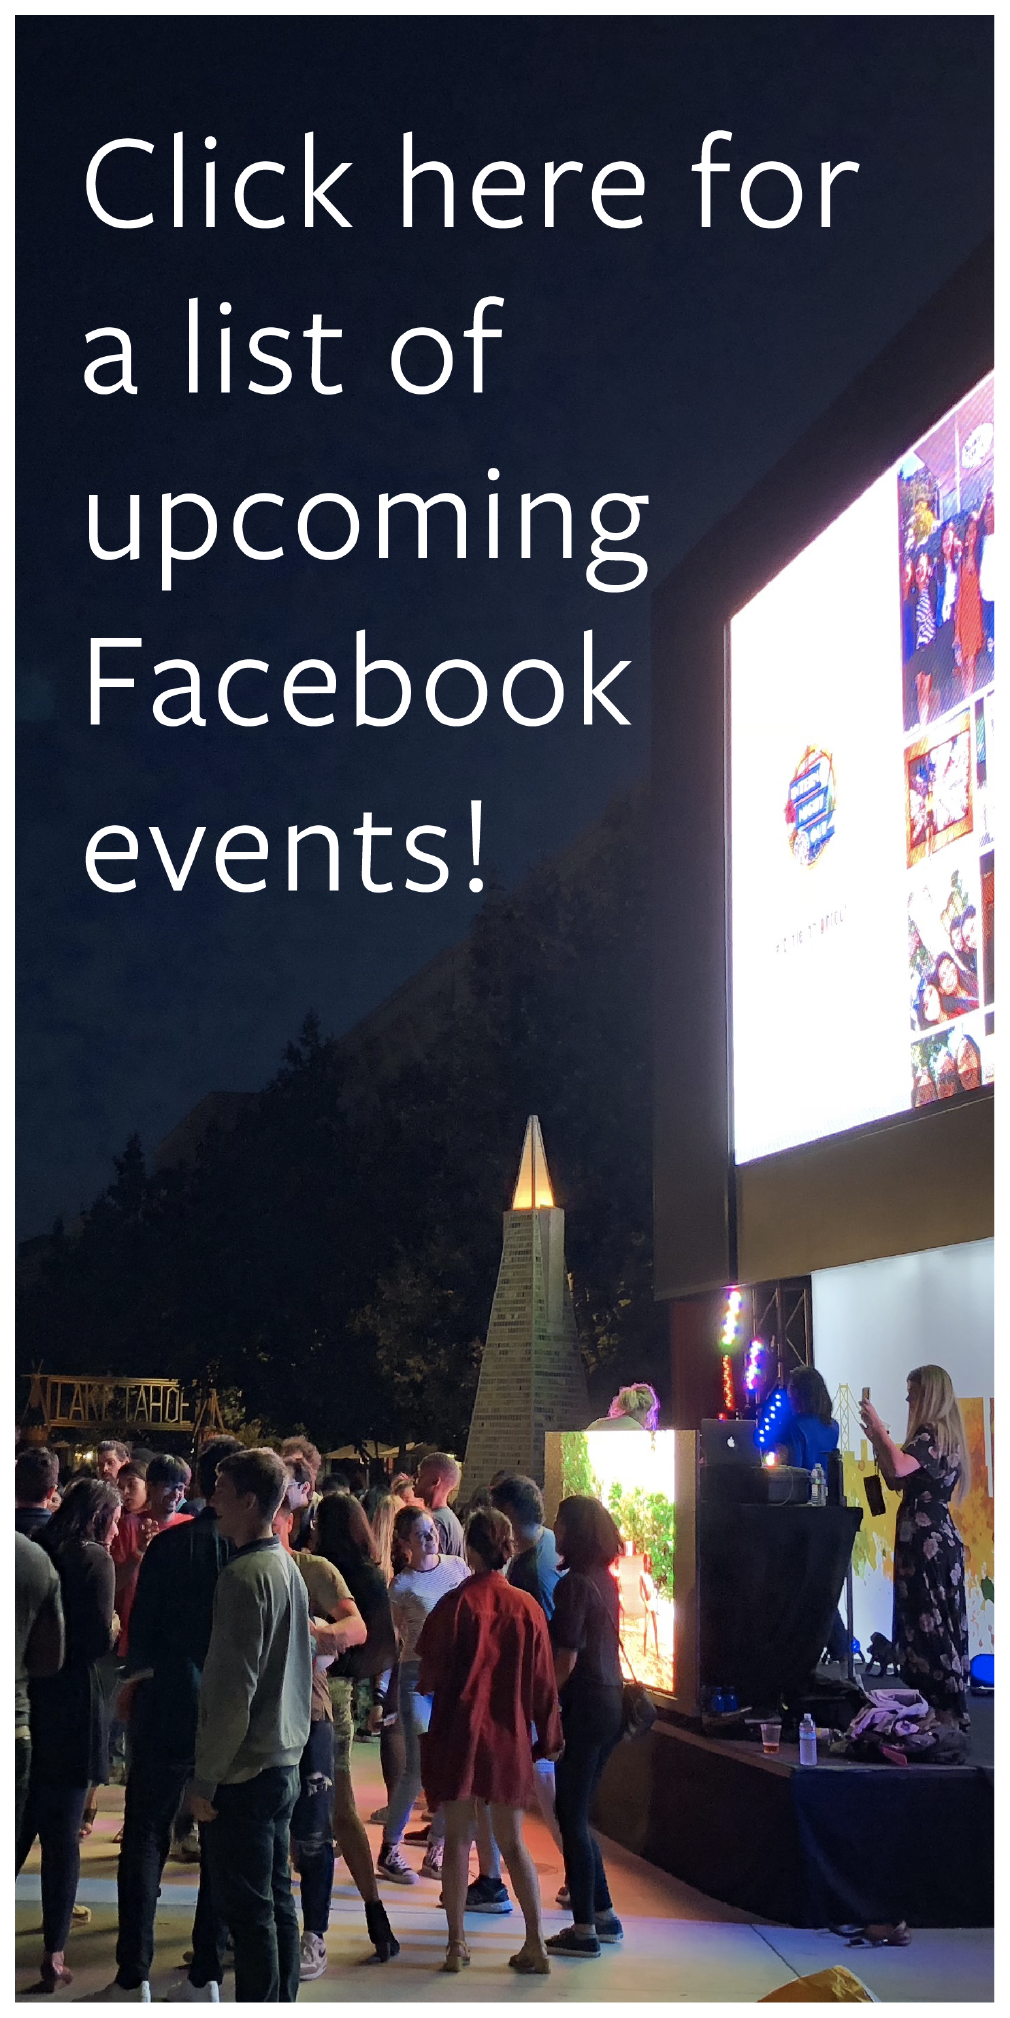 Click here for
a list of
upcoming
Facebook
events!
LAKE TAHOE